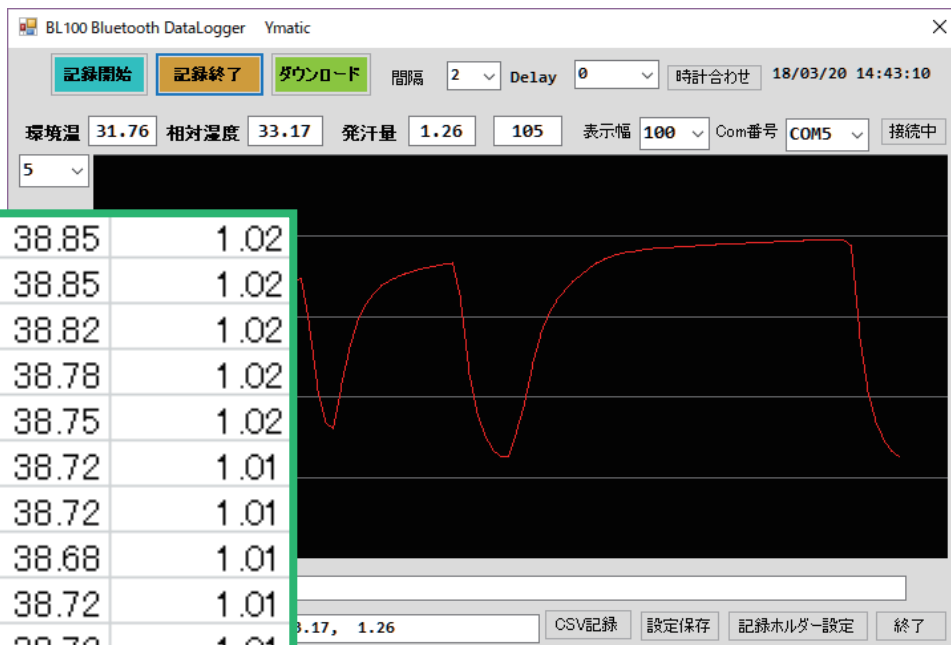 BL100 Bluetooth DataLogger Ymatic
記録開始 記録終了 ダウンロード 間隔 2 Delay 0 時計合わせ 18/03/20 14:43:10
環境温 31.76 相対湿度 33.17 発汗量 1.26 105 表示幅 100 Com番号 COM5 接続中
5
38.85 1.02
38.85 1.02
38.82 1.02
38.78 1.02
38.75 1.02
38.72 1.01
38.72 1.01
38.68 1.01
38.72 1.01
3.17, 1.26 CSV記録 設定保存 記録ホルダー設定 終了